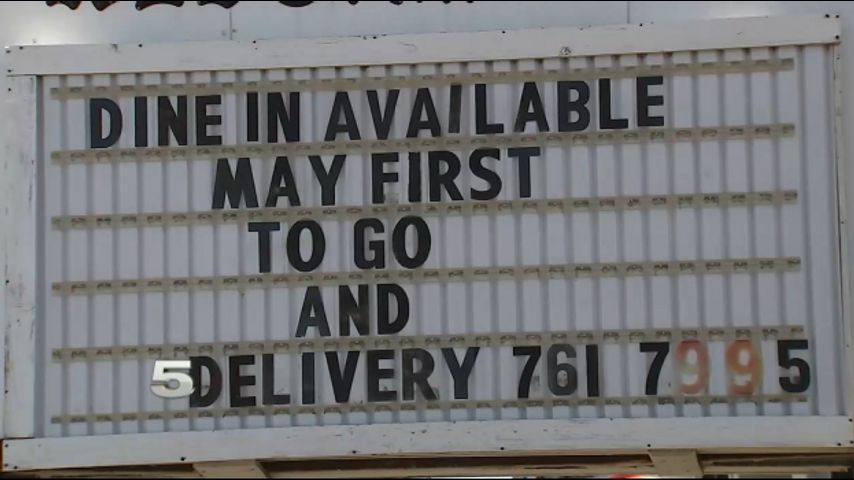 DINE IN AVAILABLE
MAY FIRST
TO GO
AND
5 DELIVERY 761 7995